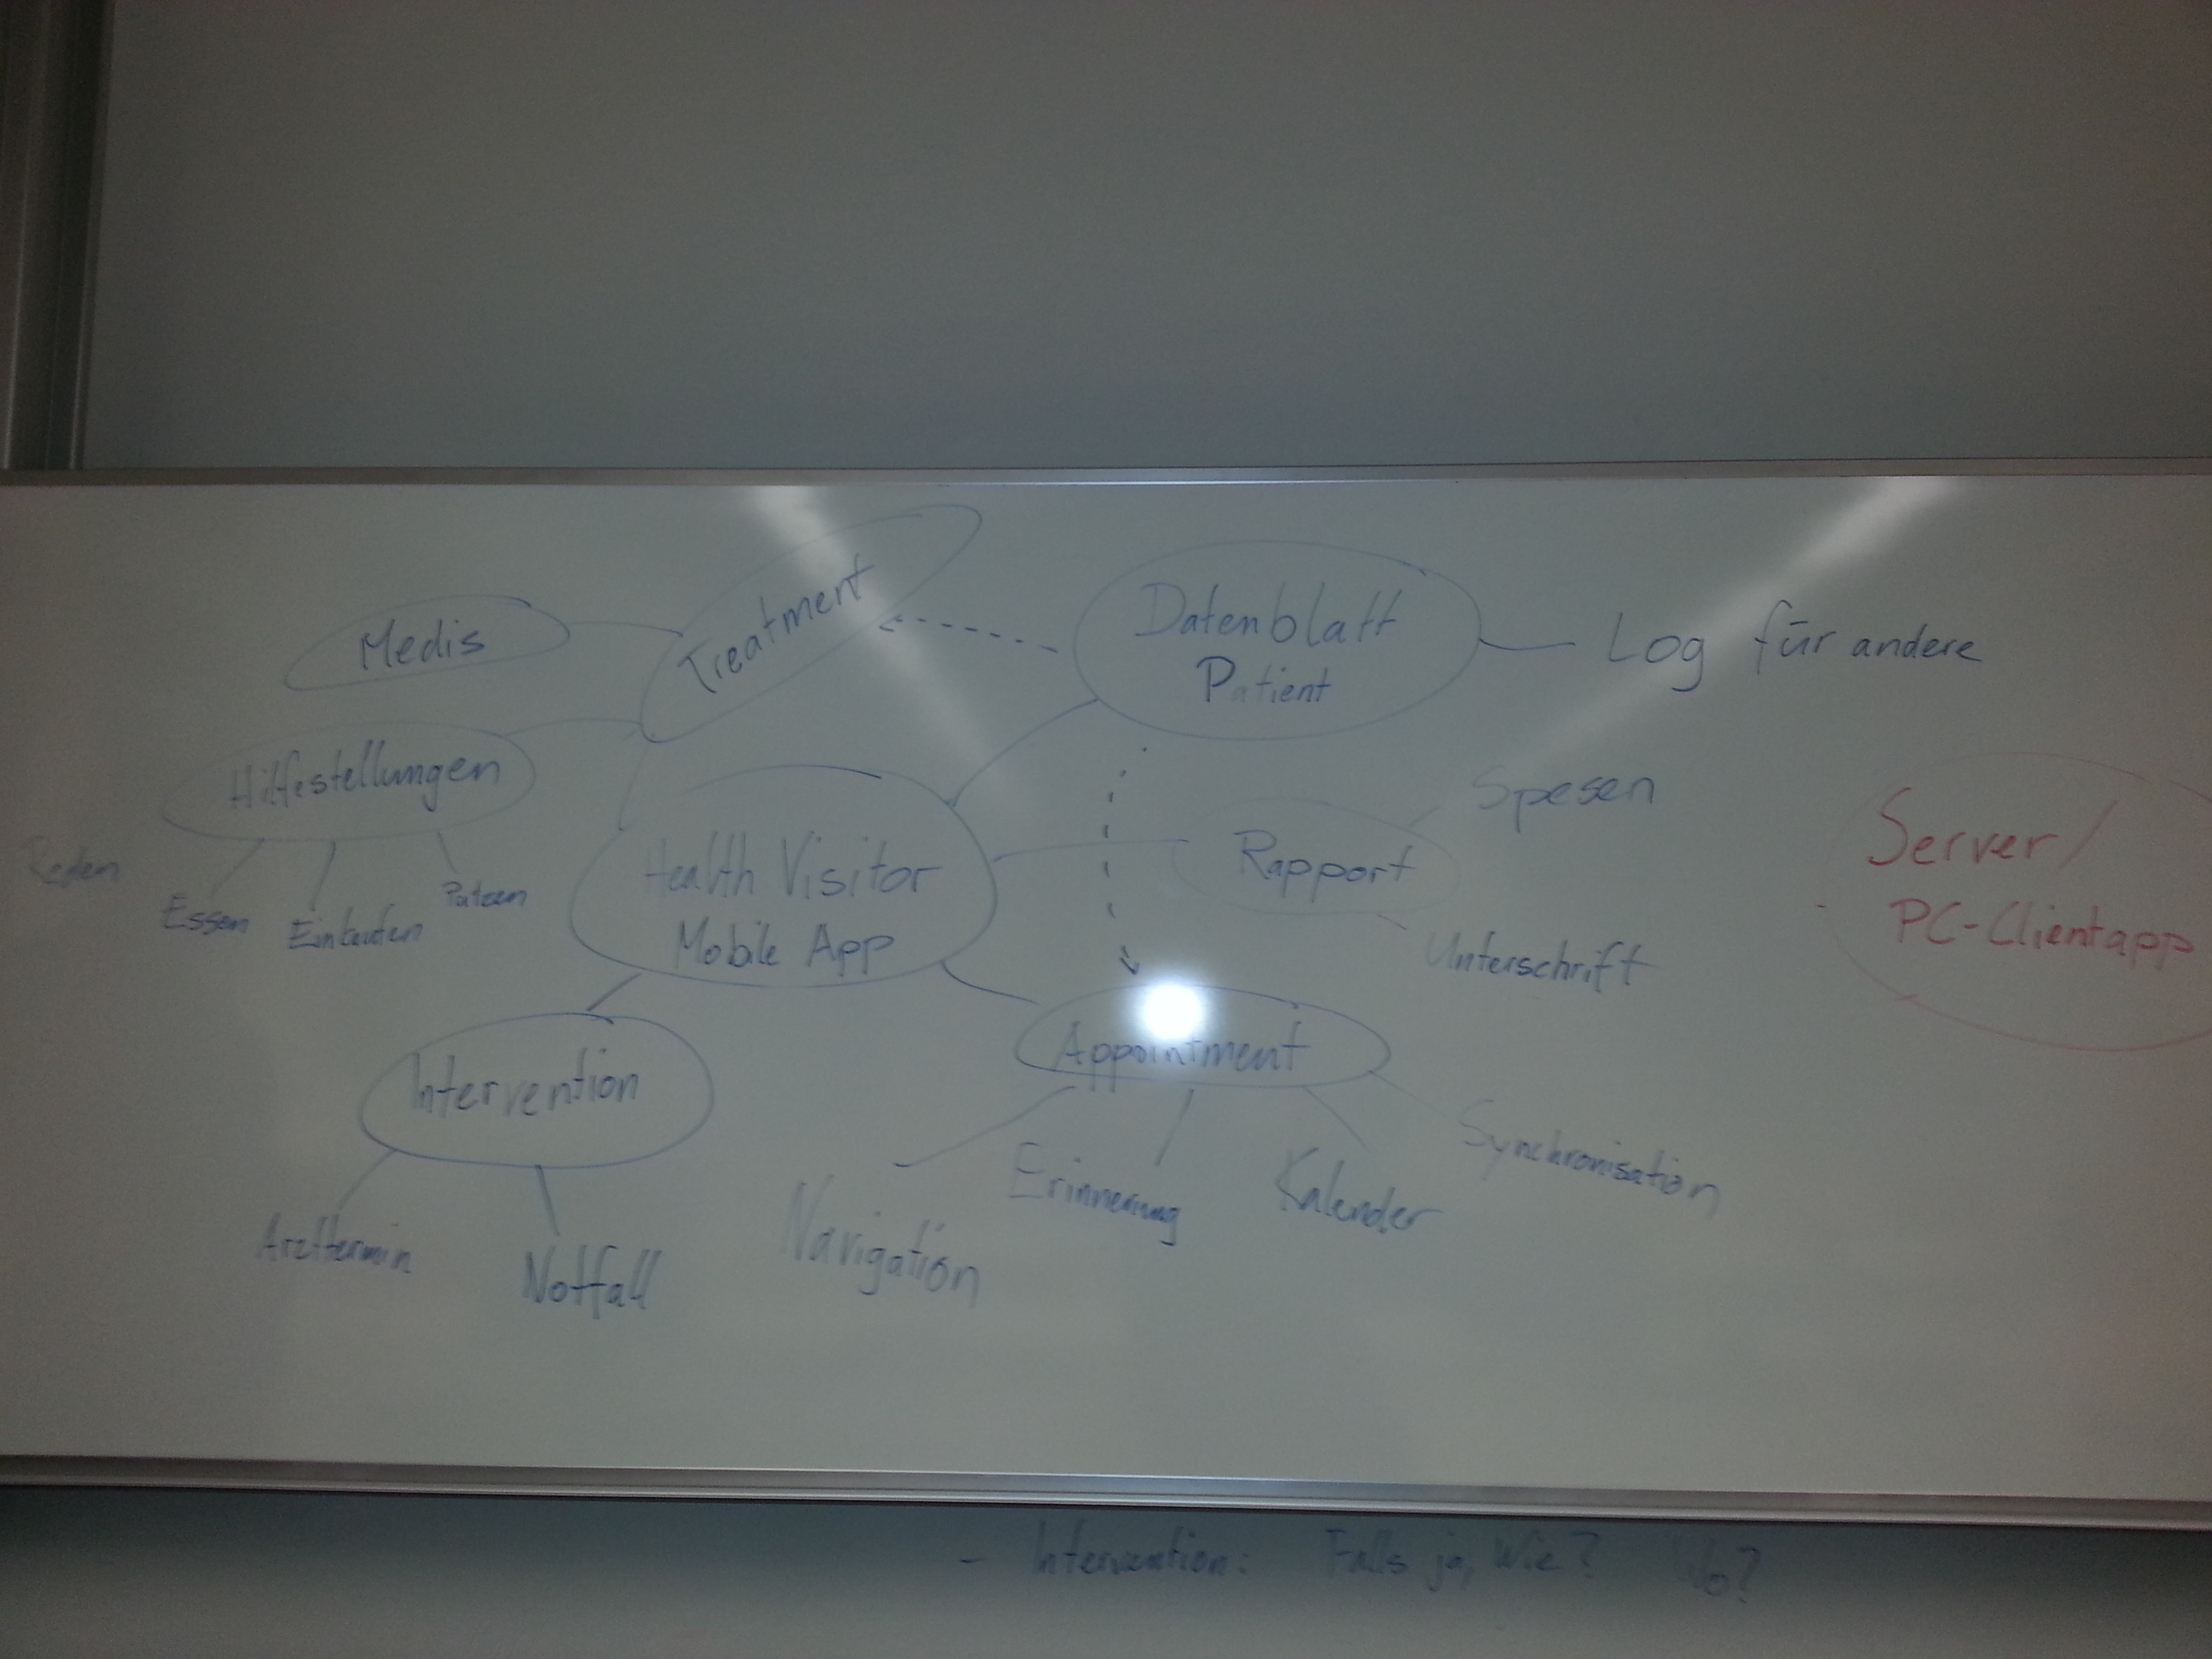 Medis
Treatment
Datenblatt
Patient
Log für andere
Hilfestellungen
Reden
Essen
Einkaufen
Putzen
Health Visitor
Mobile App
Rapport
Spesen
Unterschrift
Server/
PC-Clientapp
Intervention
Arzttermin
Notfall
Appointment
Navigation
Erinnerung
Kalender
Synchronisation
- Intervention: Falls ja, Wie? Wo?